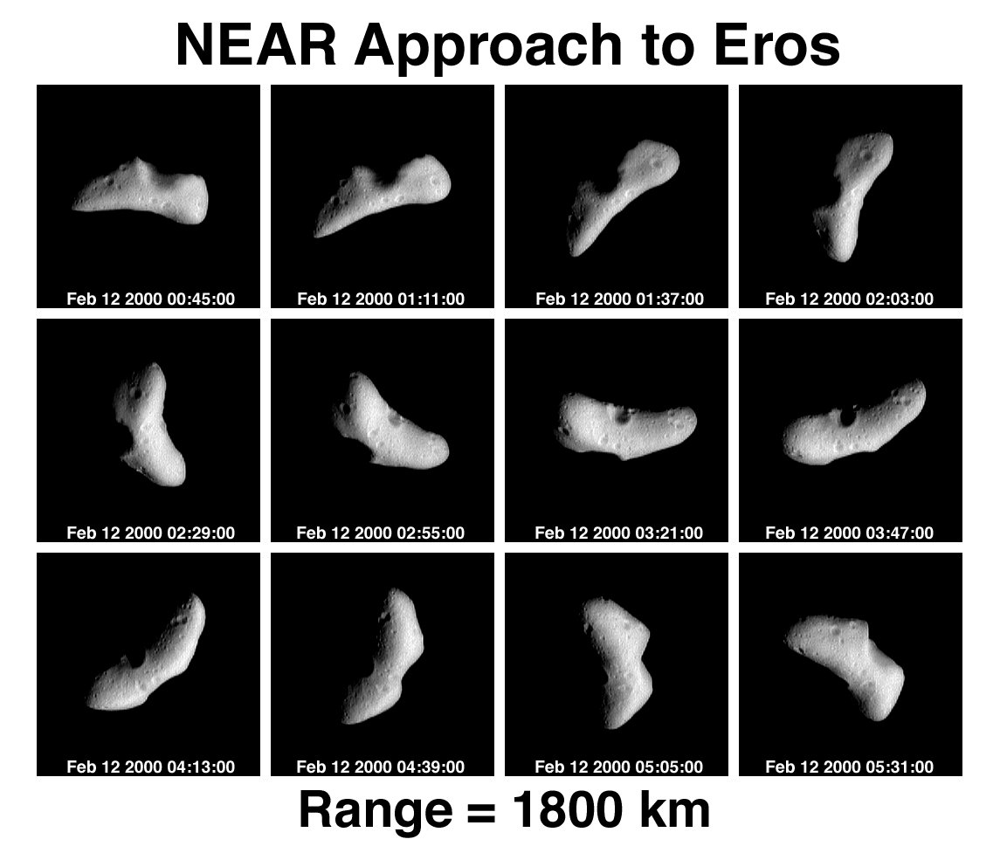 NEAR Approach to Eros
Feb 12 2000 00:45:00
Feb 12 2000 01:11:00
Feb 12 2000 01:37:00
Feb 12 2000 02:03:00
Feb 12 2000 02:29:00
Feb 12 2000 02:55:00
Feb 12 2000 03:21:00
Feb 12 2000 03:47:00
Feb 12 2000 04:13:00
Feb 12 2000 04:39:00
Feb 12 2000 05:05:00
Feb 12 2000 05:31:00
Range = 1800 km